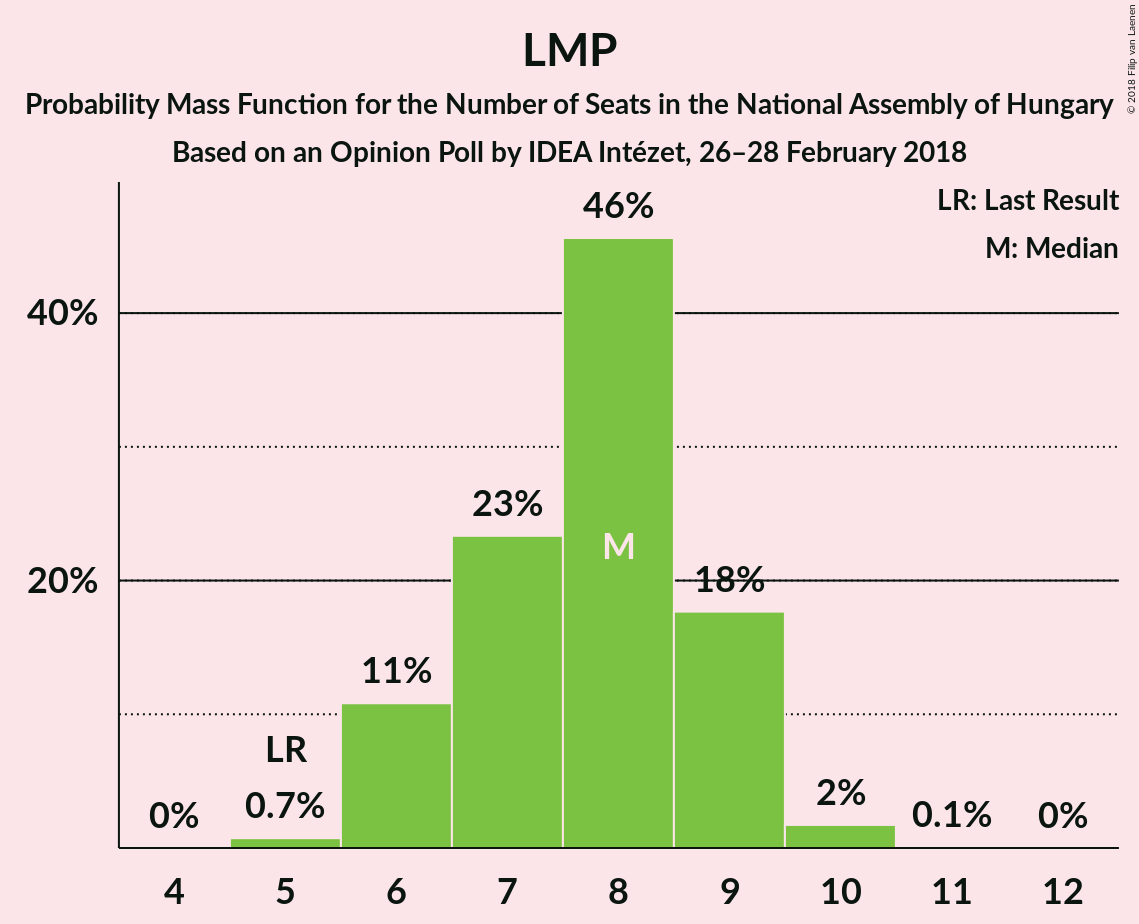 LMP
Probability Mass Function for the Number of Seats in the National Assembly of Hungary
Based on an Opinion Poll by IDEA Intézet, 26–28 February 2018
© 2018 Filip van Laenen
LR: Last Result
M: Median
46%
40%
23%
M
20%
18%
11%
LR
0%
0.7%
2%
0.1%
0%
4 5 6 7 8 9 10 11 12